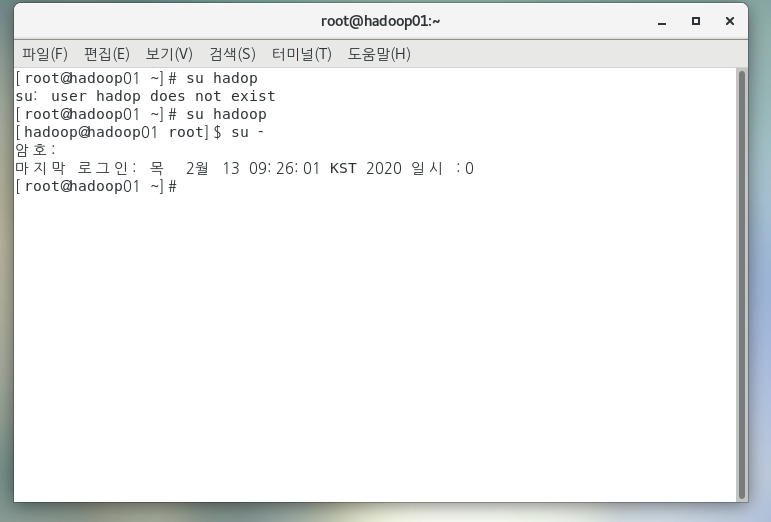 root@hadoop01:~
파일(F) 편집(E) 보기(V) 검색(S) 터미널(T) 도움말(H)
[root@hadoop01 ~]# su hadop
su: user hadop does not exist
[root@hadoop01 ~]# su hadoop
[hadoop@hadoop01 root]$ su -
암호:
마지막 로그인: 목  2월 13 09:26:01 KST 2020 일시 :0
[root@hadoop01 ~]#